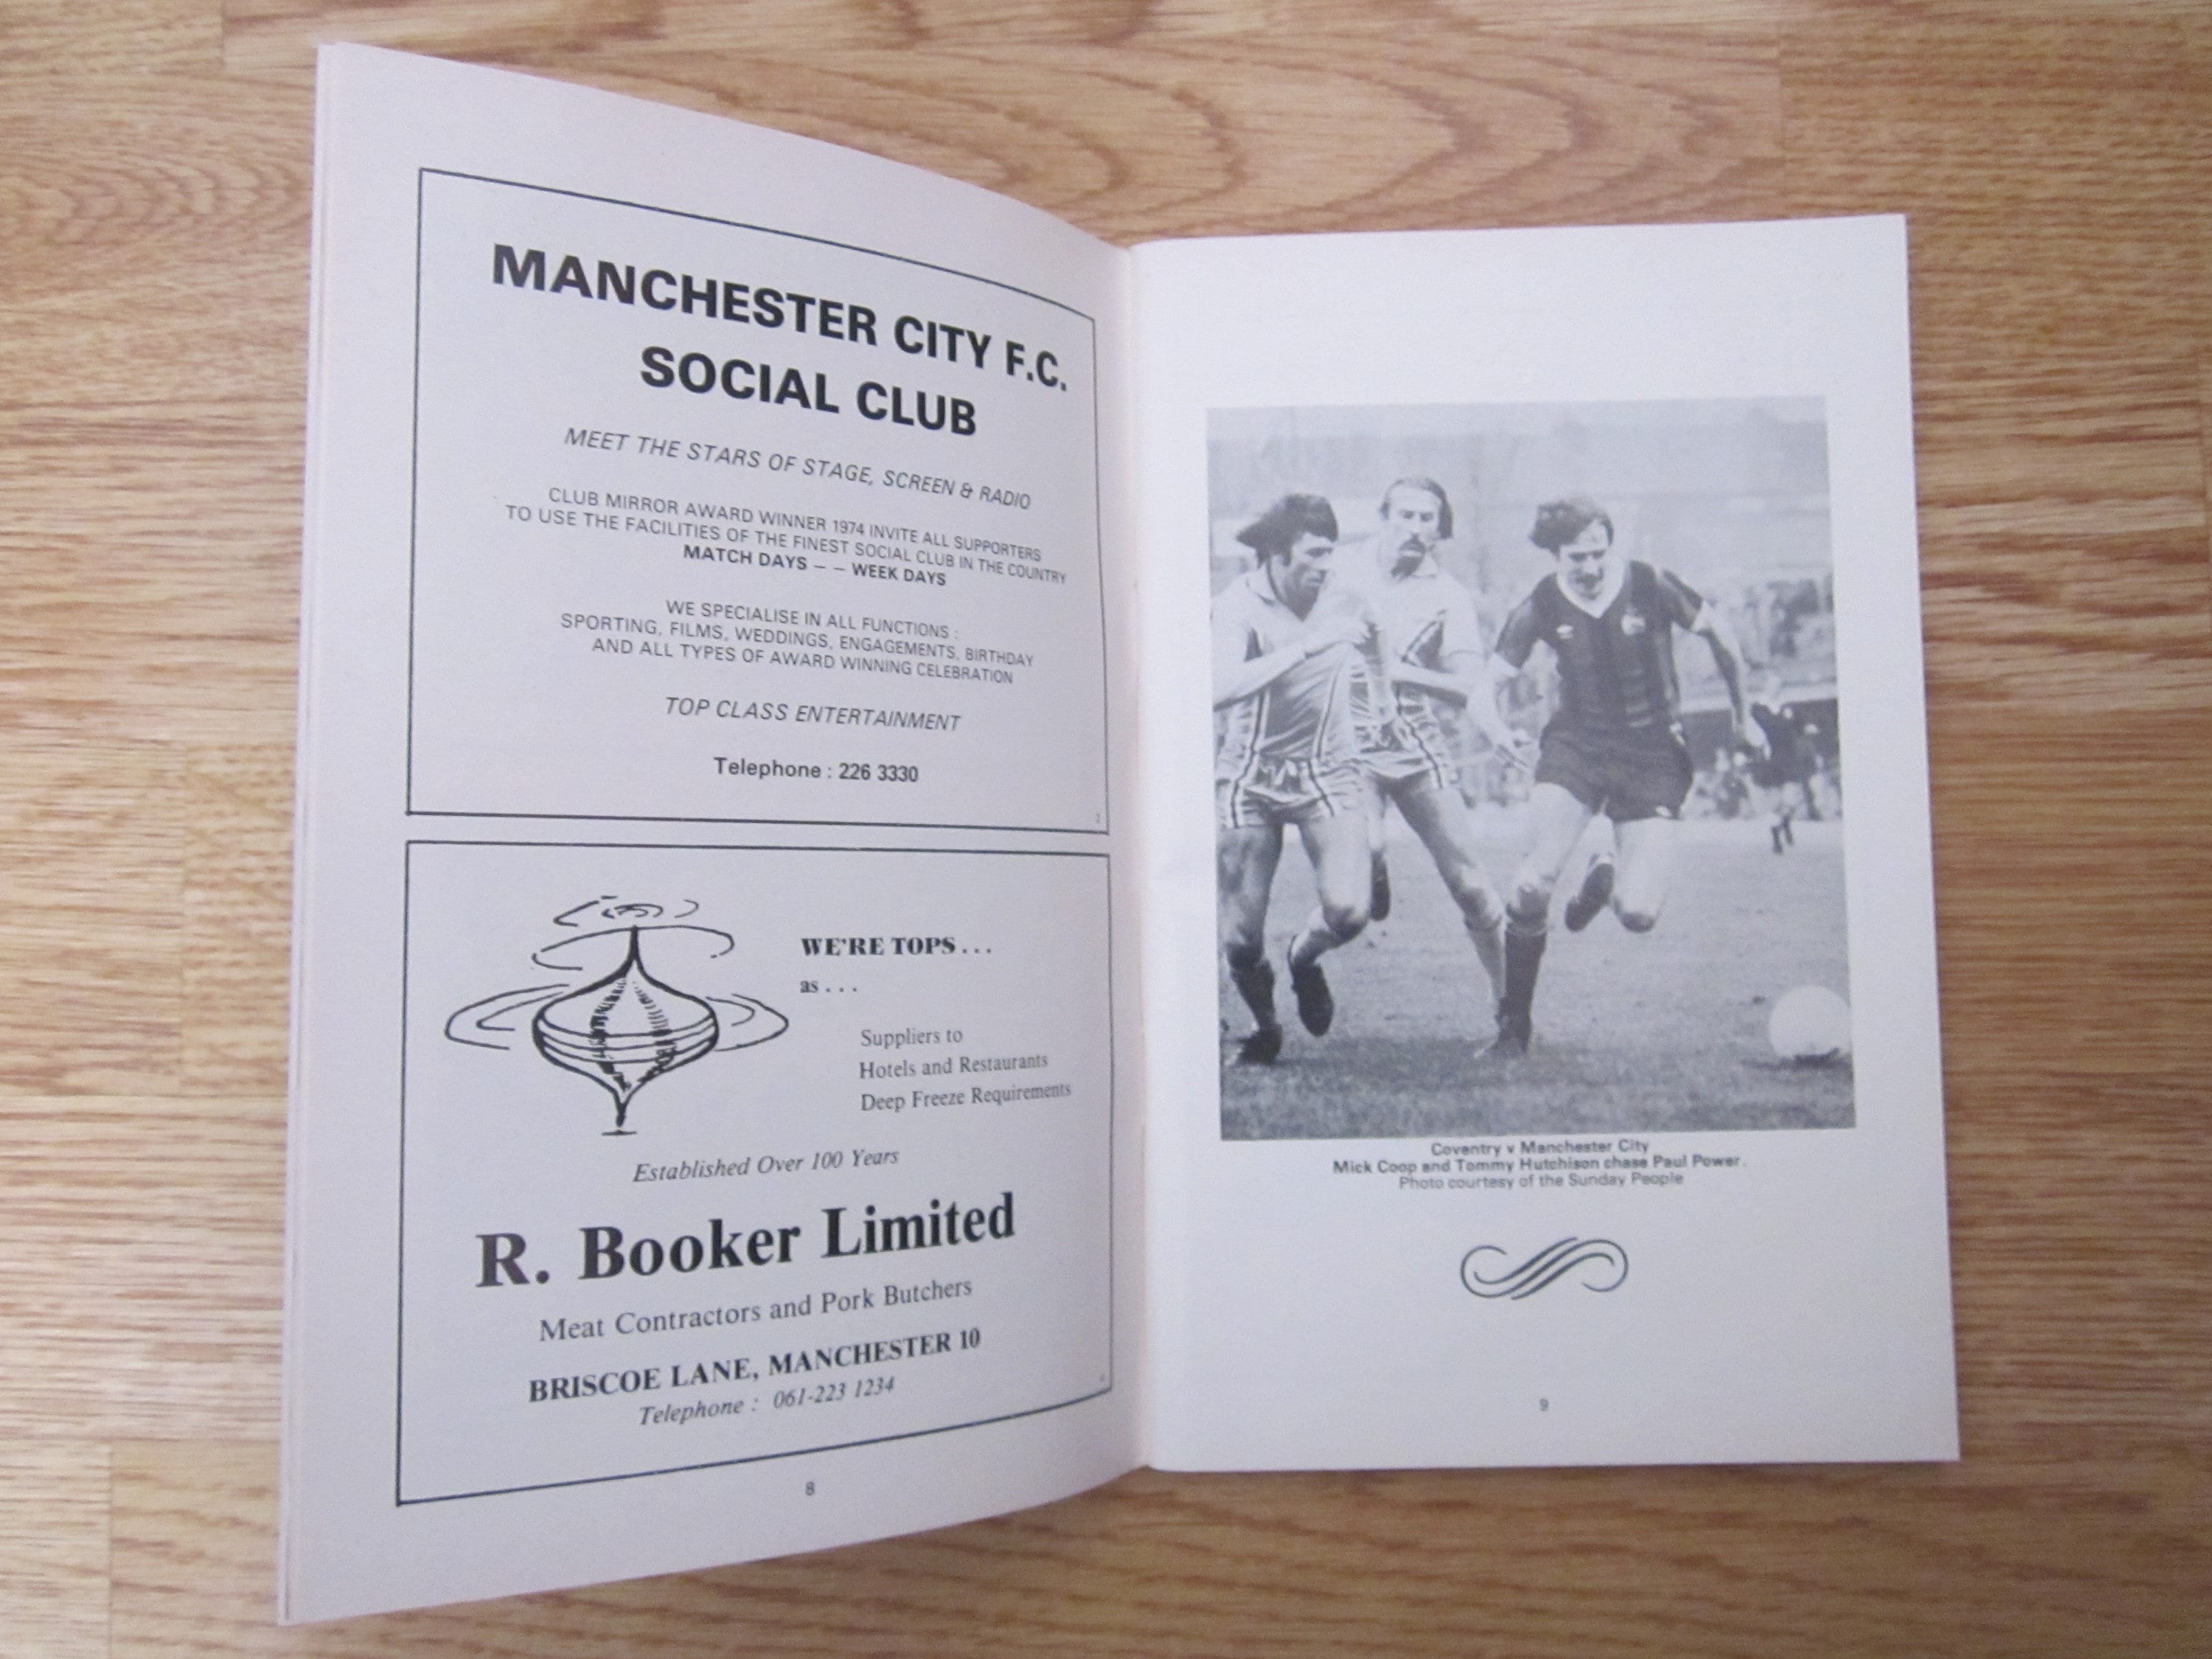 MANCHESTER CITY F.C.
SOCIAL CLUB
MEET THE STARS OF STAGE, SCREEN & RADIO
CLUB MIRROR AWARD WINNER 1974 INVITE ALL SUPPORTERS
TO USE THE FACILITIES OF THE FINEST SOCIAL CLUB IN THE COUNTRY
MATCH DAYS – – WEEK DAYS
WE SPECIALISE IN ALL FUNCTIONS :
SPORTING, FILMS, WEDDINGS, ENGAGEMENTS, BIRTHDAY
AND ALL TYPES OF AWARD WINNING CELEBRATION
TOP CLASS ENTERTAINMENT
Telephone : 226 3330
WE'RE TOPS . . .
as . . .
Suppliers to
Hotels and Restaurants
Deep Freeze Requirements
Established Over 100 Years
R. Booker Limited
Meat Contractors and Pork Butchers
BRISCOE LANE, MANCHESTER 10
Telephone : 061-223 1234
8
Coventry v Manchester City
Mick Coop and Tommy Hutchison chase Paul Power.
Photo courtesy of the Sunday People
9